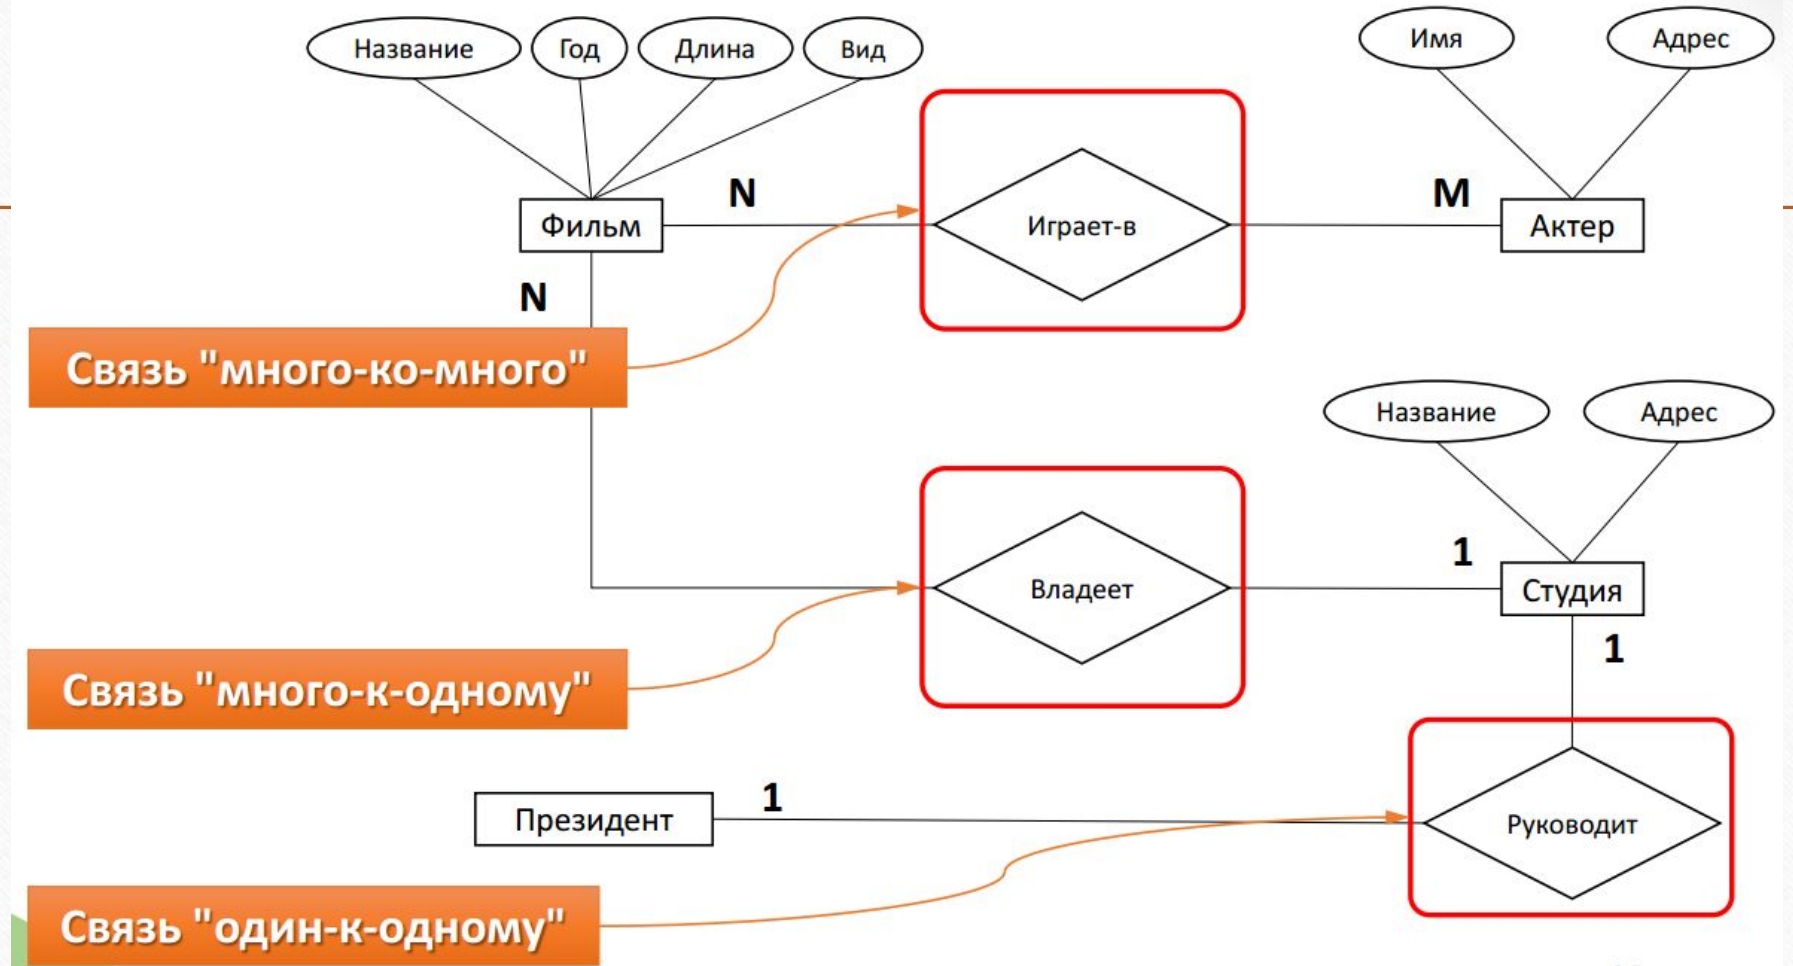 Название
Год
Длина
Вид
Имя
Адрес
N
M
Фильм
Играет-в
Актер
N
Связь "много-ко-много"
Название
Адрес
1
Владеет
Студия
1
Связь "много-к-одному"
1
Президент
Руководит
Связь "один-к-одному"